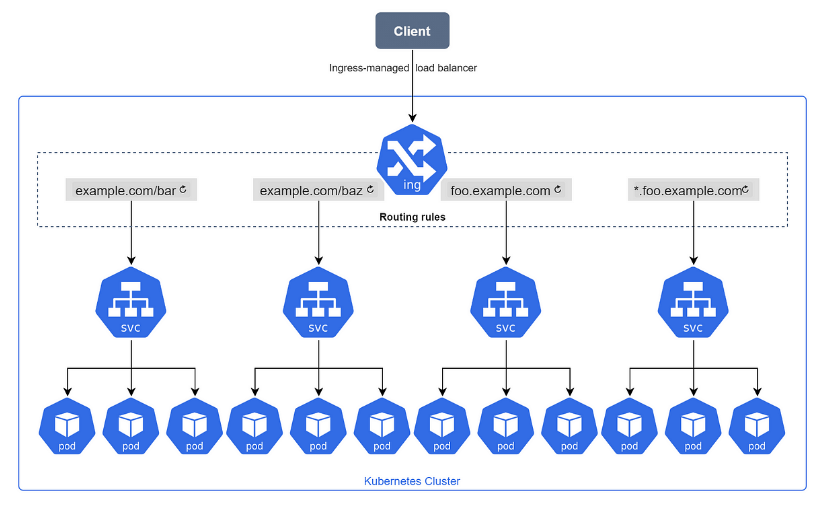 Client
Ingress-managed load balancer
ing
example.com/bar
example.com/baz
foo.example.com
*.foo.example.com
Routing rules
svc
svc
svc
svc
pod
pod
pod
pod
pod
pod
pod
pod
pod
pod
pod
pod
Kubernetes Cluster